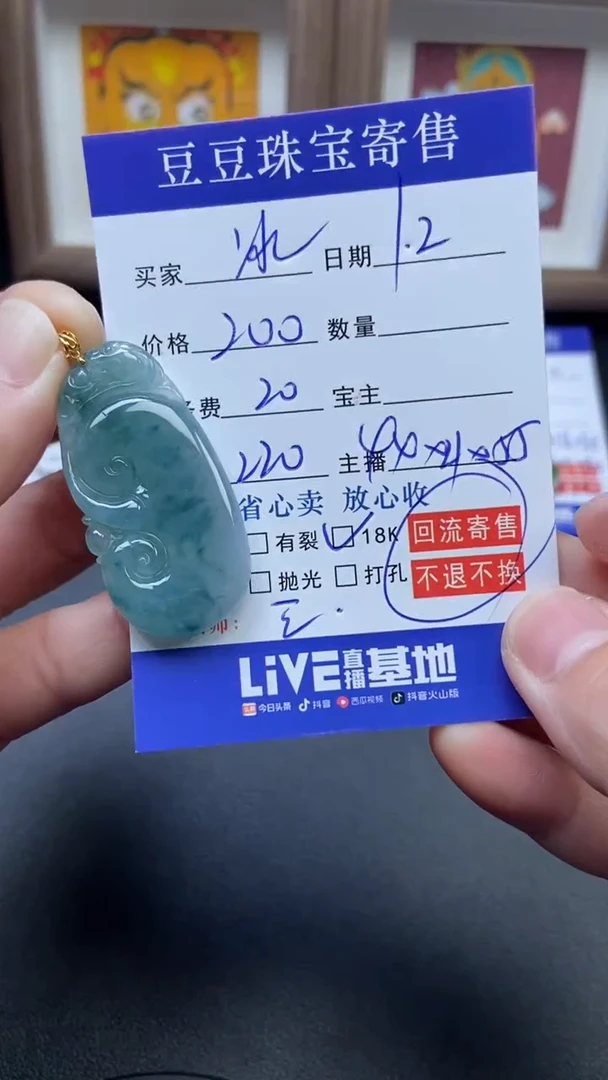 豆豆珠宝寄售
买家 冰 日期 1.2
价格 200 数量
费 20 宝主
220 主播
省心卖 放心收
有裂 18K 回流寄售
抛光 打孔 不退不换
师：
LiVE直播基地
今日头条 抖音 西瓜视频 抖音火山版